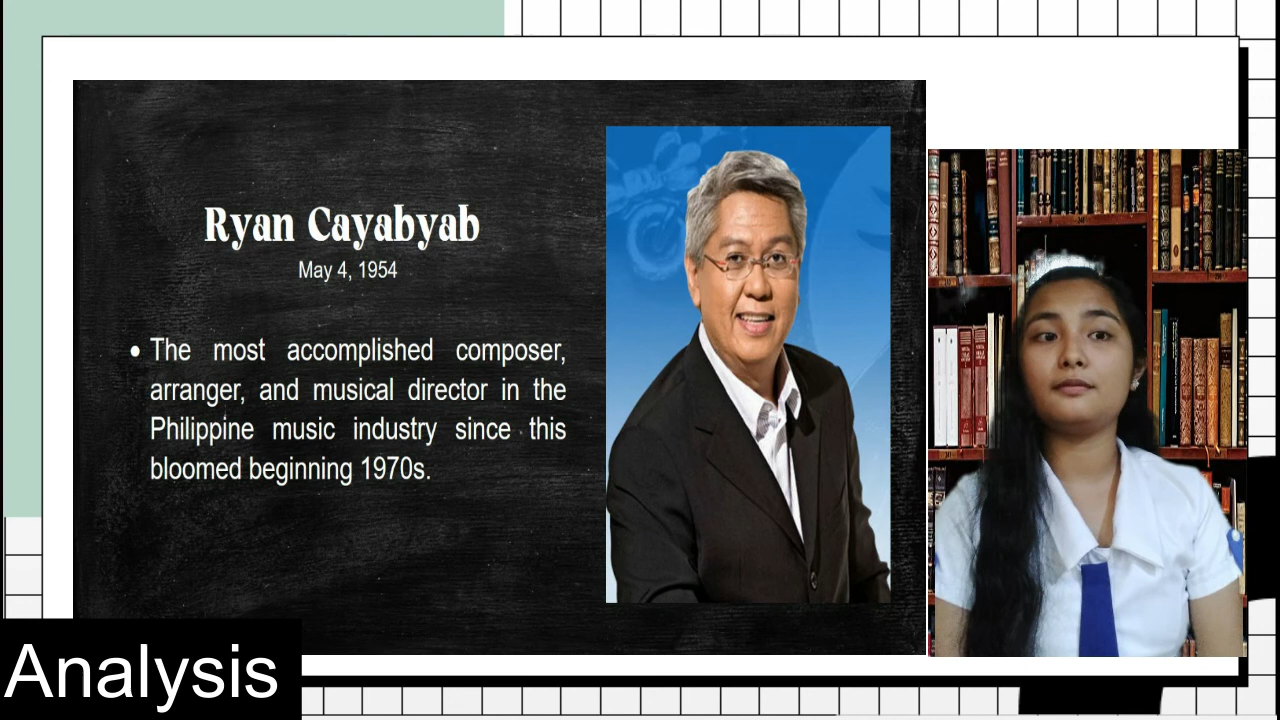 Ryan Cayabyab
May 4, 1954
• The most accomplished composer,
arranger, and musical director in the
Philippine music industry since this
bloomed beginning 1970s.
Analysis